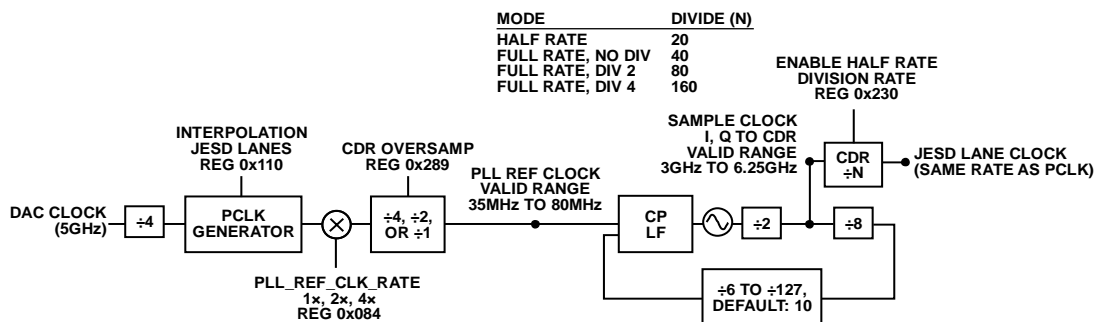 MODE DIVIDE (N)
HALF RATE 20
FULL RATE, NO DIV 40
FULL RATE, DIV 2 80
FULL RATE, DIV 4 160
ENABLE HALF RATE
DIVISION RATE
REG 0x230
INTERPOLATION
JESD LANES
REG 0x110
CDR OVERSAMP
REG 0x289
PLL REF CLOCK
VALID RANGE
35MHz TO 80MHz
SAMPLE CLOCK
I, Q TO CDR
VALID RANGE
3GHz TO 6.25GHz
CDR
÷N
JESD LANE CLOCK
(SAME RATE AS PCLK)
DAC CLOCK
(5GHz)
÷4
PCLK
GENERATOR
÷4, ÷2,
OR ÷1
CP
LF
÷2
÷8
PLL_REF_CLK_RATE
1×, 2×, 4×
REG 0x084
÷6 TO ÷127,
DEFAULT: 10